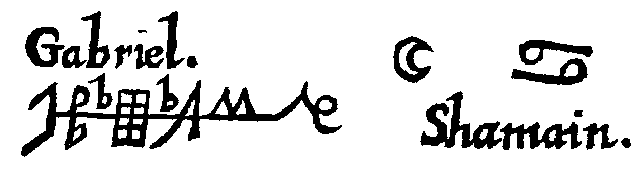 Gabriel. ☾ ♋
Shamain.